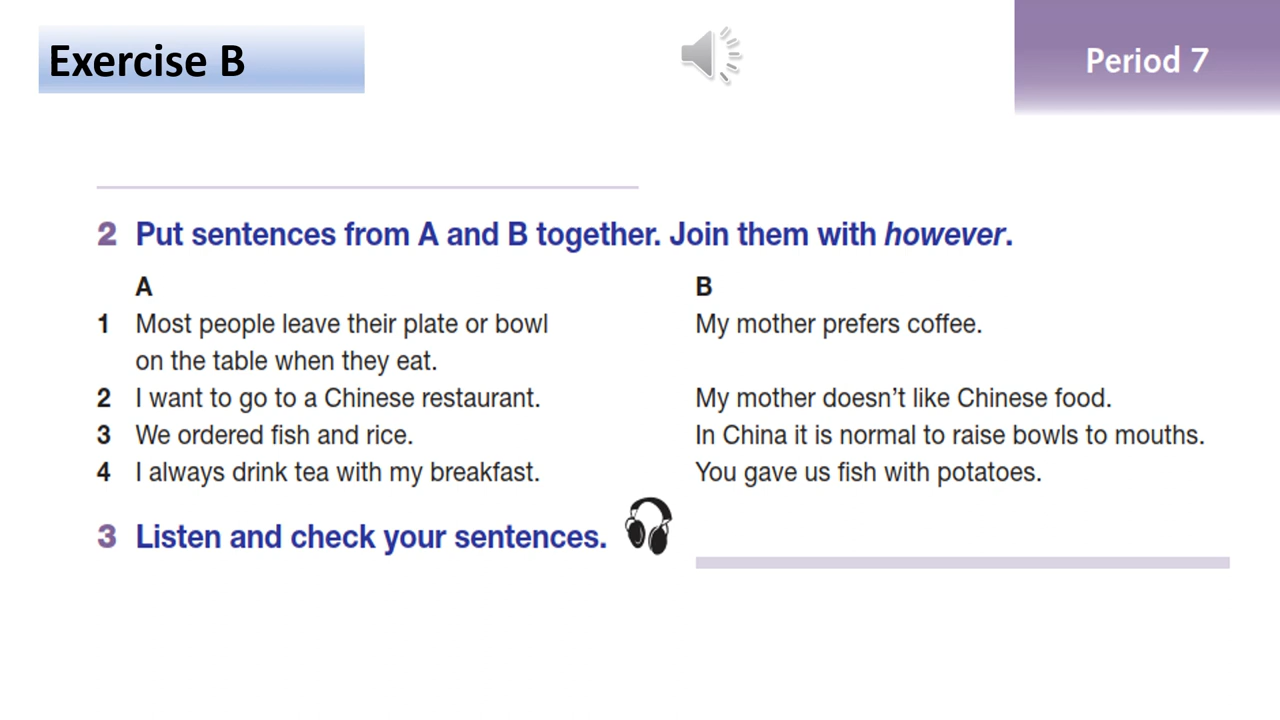 Exercise B
Period 7
2 Put sentences from A and B together. Join them with however.
A B
1 Most people leave their plate or bowl My mother prefers coffee.
on the table when they eat.
2 I want to go to a Chinese restaurant. My mother doesn't like Chinese food.
3 We ordered fish and rice. In China it is normal to raise bowls to mouths.
4 I always drink tea with my breakfast. You gave us fish with potatoes.
3 Listen and check your sentences.